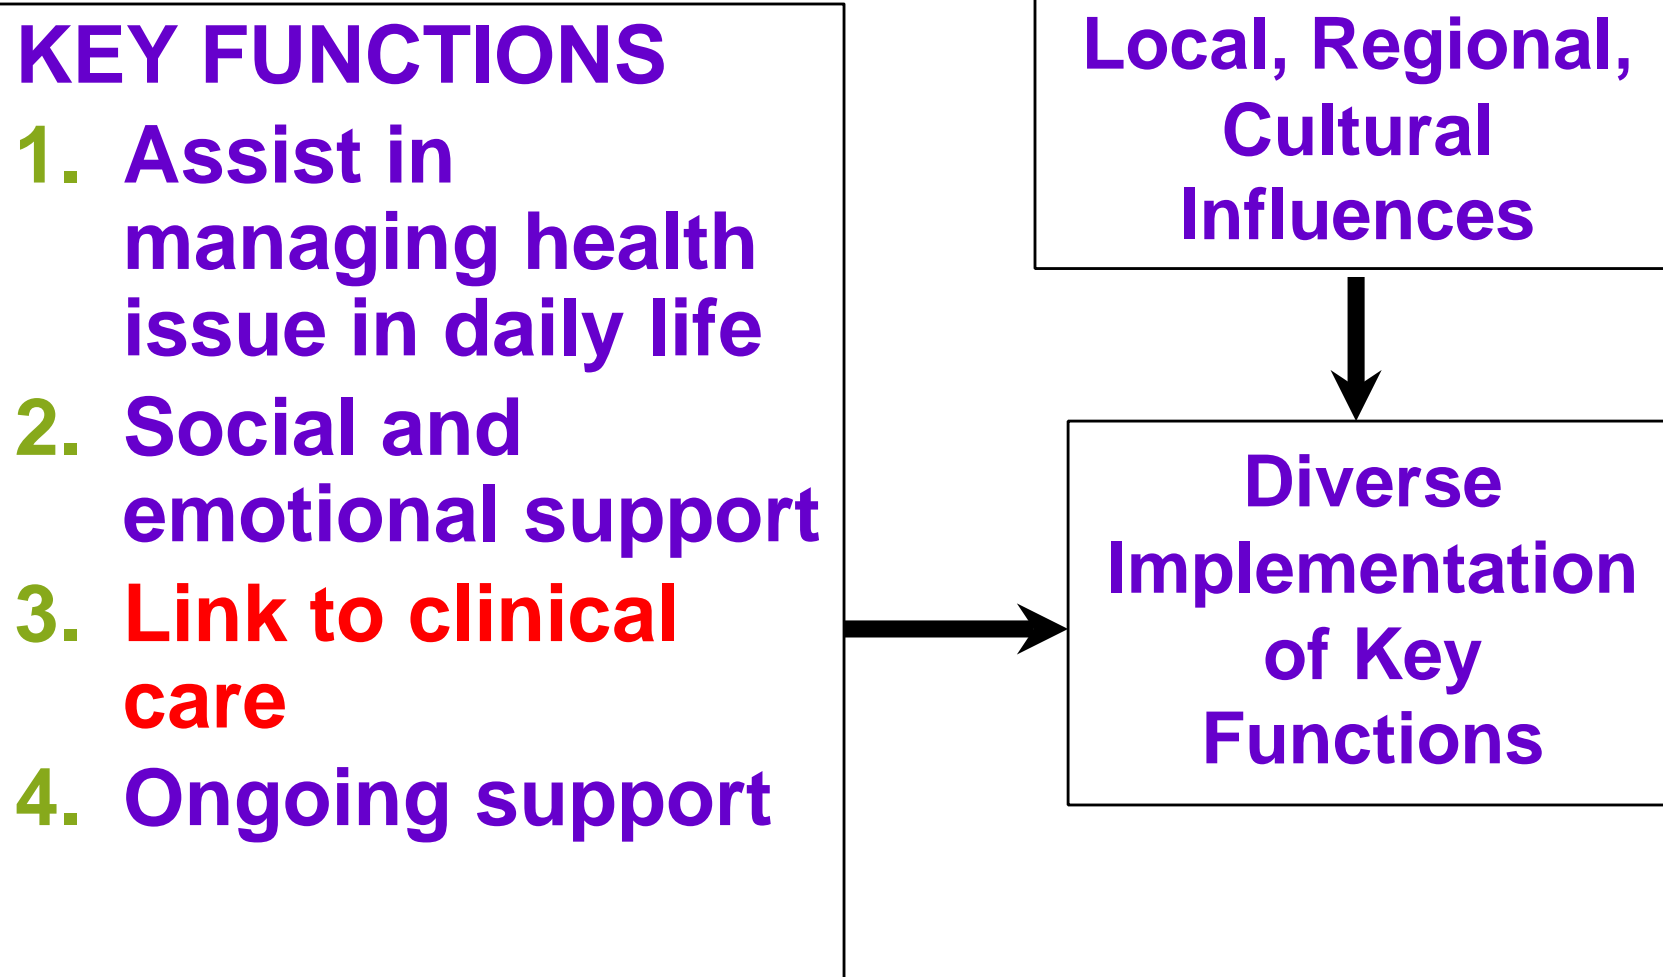 KEY FUNCTIONS
1. Assist in
managing health
issue in daily life
2. Social and
emotional support
3. Link to clinical
care
4. Ongoing support
Local, Regional,
Cultural
Influences
Diverse
Implementation
of Key
Functions